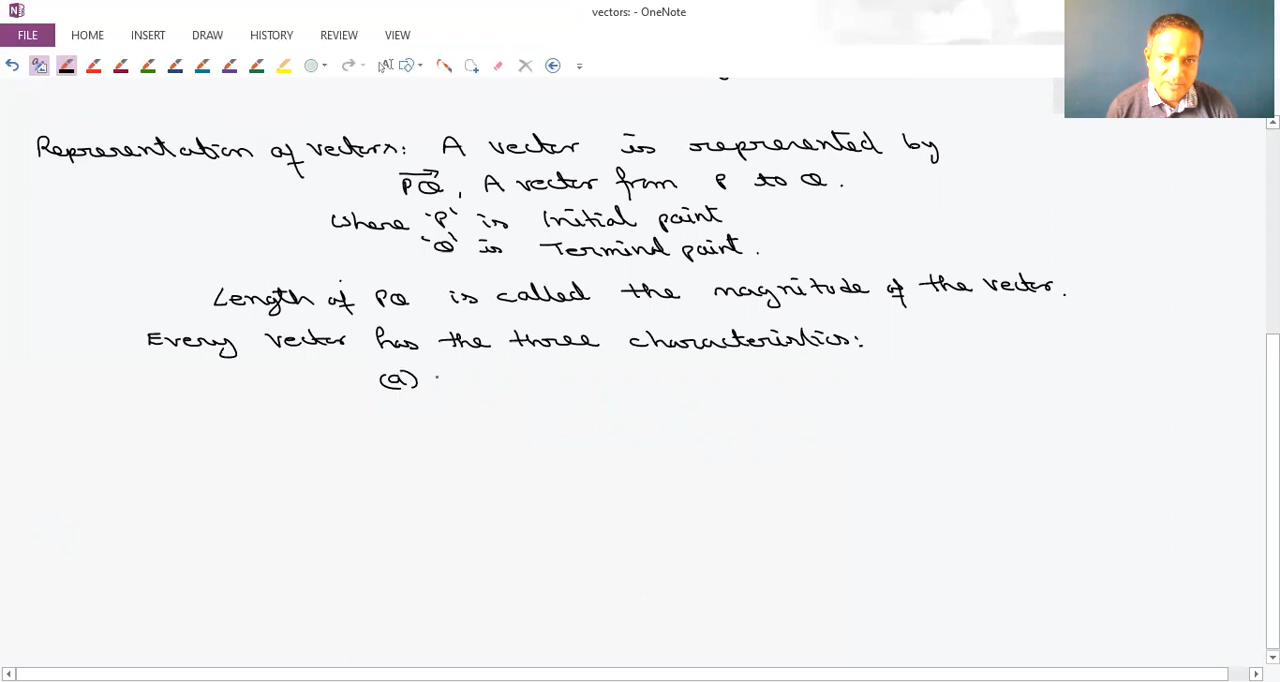 vectors: - OneNote
FILE HOME INSERT DRAW HISTORY REVIEW VIEW
Representation of vectors: A vector is represented by
PQ, A vector from P to Q.
where 'P' is Initial point
'Q' is Terminal point.
Length of PQ is called the magnitude of the vector.
Every vector has the three characteristics:
(a)